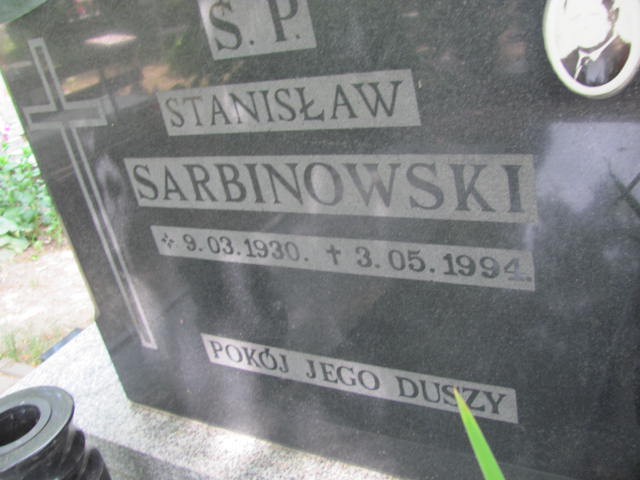 Ś.P.
STANISŁAW
SARBINOWSKI
9.03.1930. ✝ 3.05.1994.
POKÓJ JEGO DUSZY